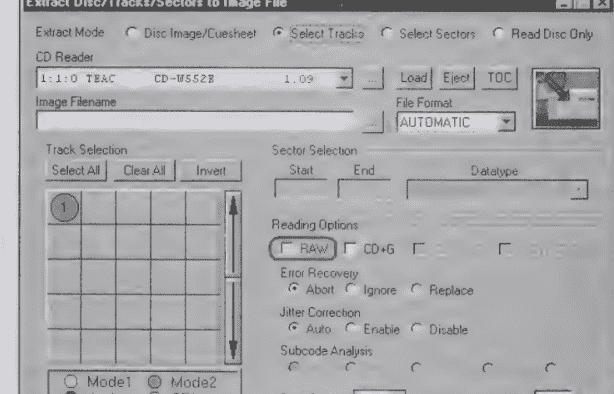 Extract Disc/Tracks/Sectors to Image File
Extract Mode Disc Image/Cuesheet Select Tracks Select Sectors Read Disc Only
CD Reader
1:1:0 TEAC CD-W552E 1.09 ... Load Eject TOC
Image Filename File Format
... AUTOMATIC
Track Selection Sector Selection
Select All Clear All Invert Start End Datatype
1
Reading Options
RAW CD+G
Error Recovery
Abort Ignore Replace
Jitter Correction
Auto Enable Disable
Subcode Analysis
Mode1 Mode2